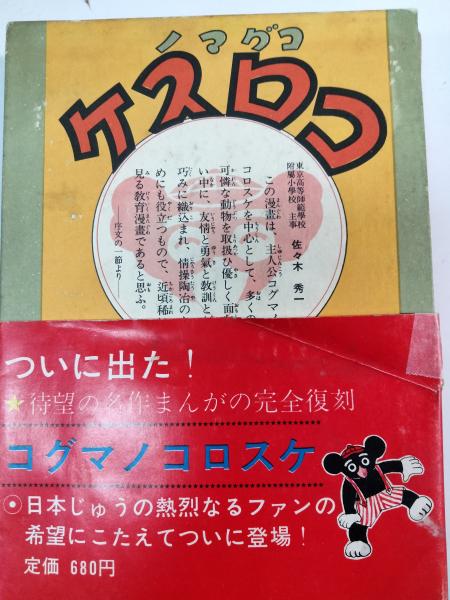 コグマノ
コロスケ
東京高等師範學校
附屬小學校 主事 佐々木 秀一
この漫畫は、主人公コグマノ
コロスケを中心として、多くの
可憐な動物を取扱ひ優しく面
い中に、友情と勇氣と敎訓と
巧みに織込まれ、情操陶冶の
めにも役立つもので、近頃稀
見る敎育漫畫であると思ふ。
――序文の一節より――
ついに出た!
★待望の名作まんがの完全復刻
コグマノコロスケ
◉日本じゅうの熱烈なるファンの
希望にこたえてついに登場!
定価 680円